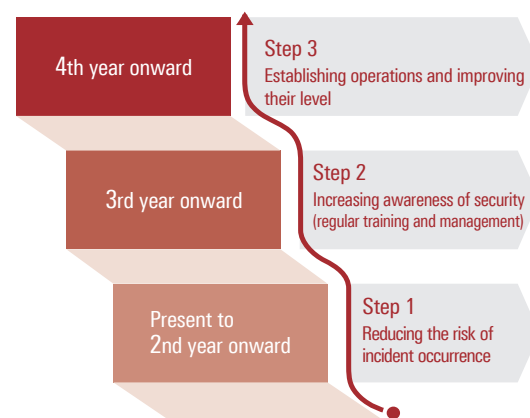 4th year onward
Step 3
Establishing operations and improving
their level
3rd year onward
Step 2
Increasing awareness of security
(regular training and management)
Present to
2nd year onward
Step 1
Reducing the risk of
incident occurrence